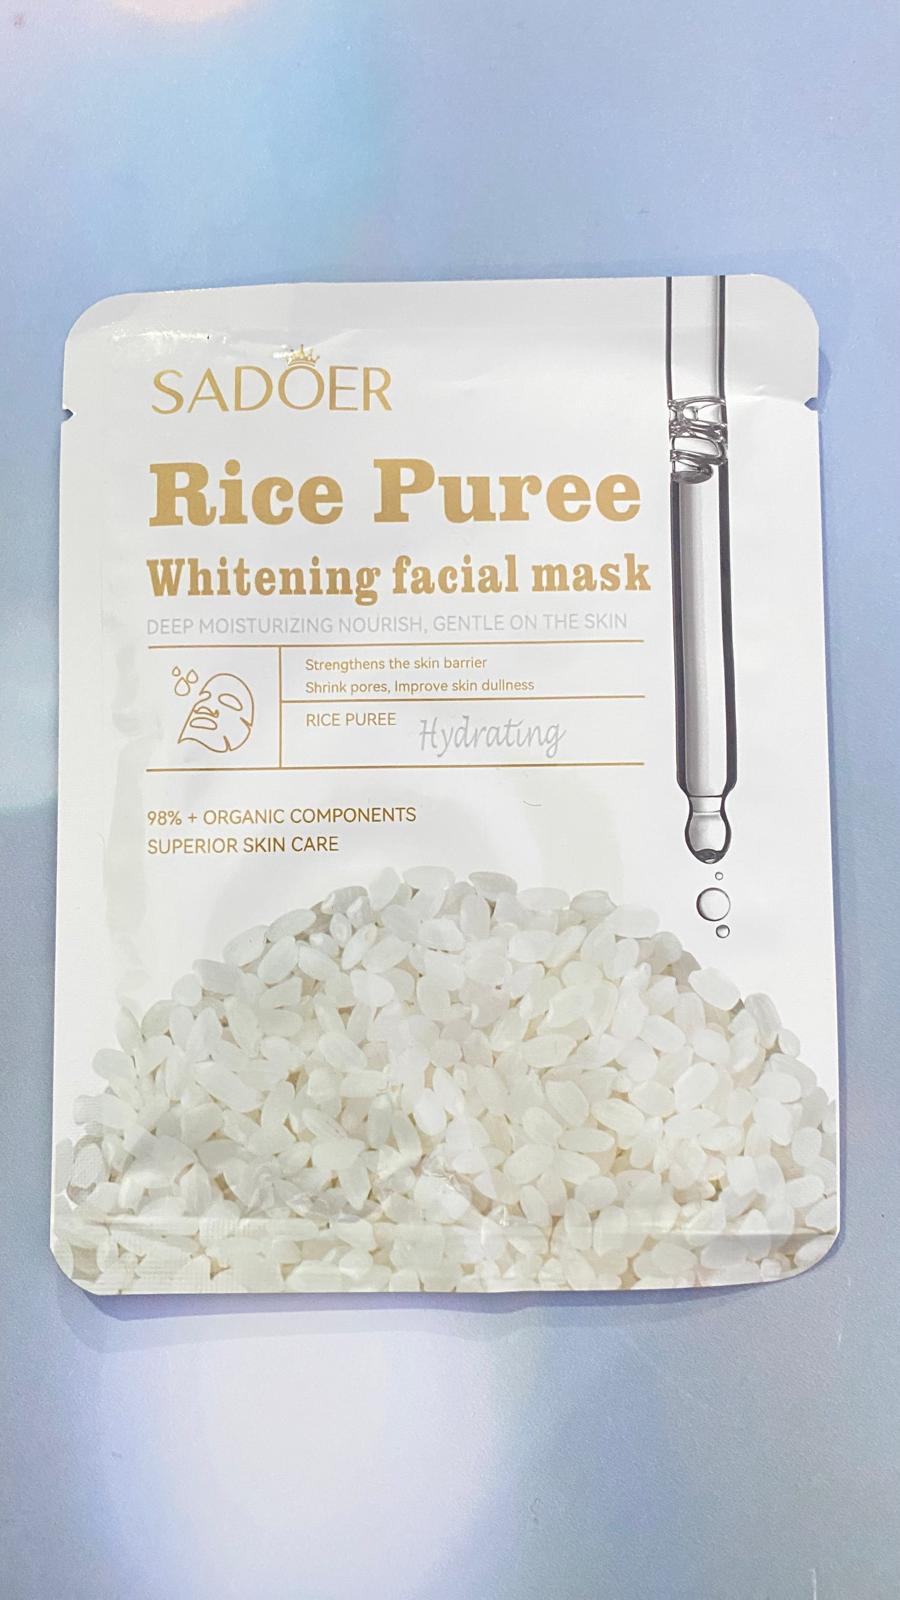 SADOER
Rice Puree
Whitening facial mask
DEEP MOISTURIZING NOURISH, GENTLE ON THE SKIN
Strengthens the skin barrier
Shrink pores, Improve skin dullness
RICE PUREE Hydrating
98% + ORGANIC COMPONENTS
SUPERIOR SKIN CARE